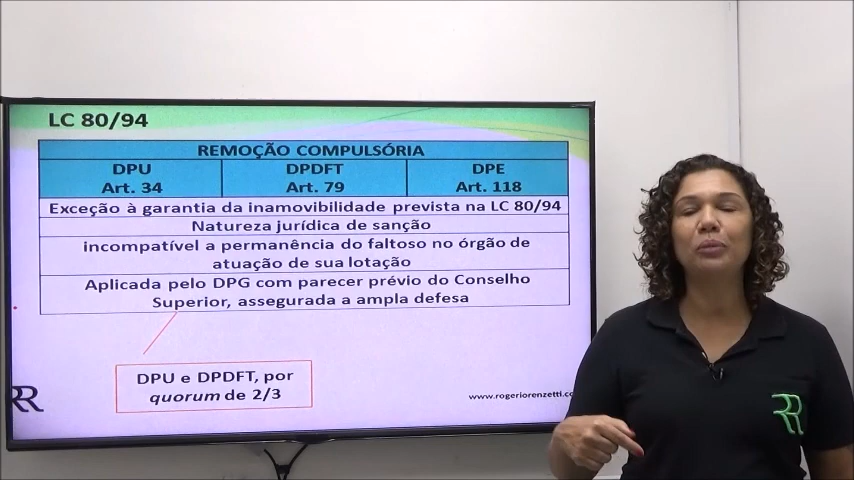 LC 80/94
REMOÇÃO COMPULSÓRIA
DPU
Art. 34
DPDFT
Art. 79
DPE
Art. 118
Exceção à garantia da inamovibilidade prevista na LC 80/94
Natureza jurídica de sanção
incompatível a permanência do faltoso no órgão de
atuação de sua lotação
Aplicada pelo DPG com parecer prévio do Conselho
Superior, assegurada a ampla defesa
DPU e DPDFT, por
quorum de 2/3
RR
www.rogeriorenzetti.co
RR